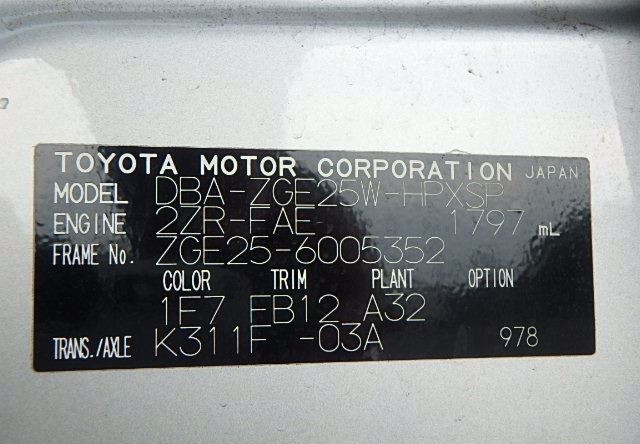 TOYOTA MOTOR CORPORATION JAPAN
MODEL DBA-ZGE25W-HPXSP
ENGINE 2ZR-FAE 1797 mL
FRAME No. ZGE25-6005352
COLOR TRIM PLANT OPTION
1F7 FB12 A32
TRANS./AXLE K311F -03A 978